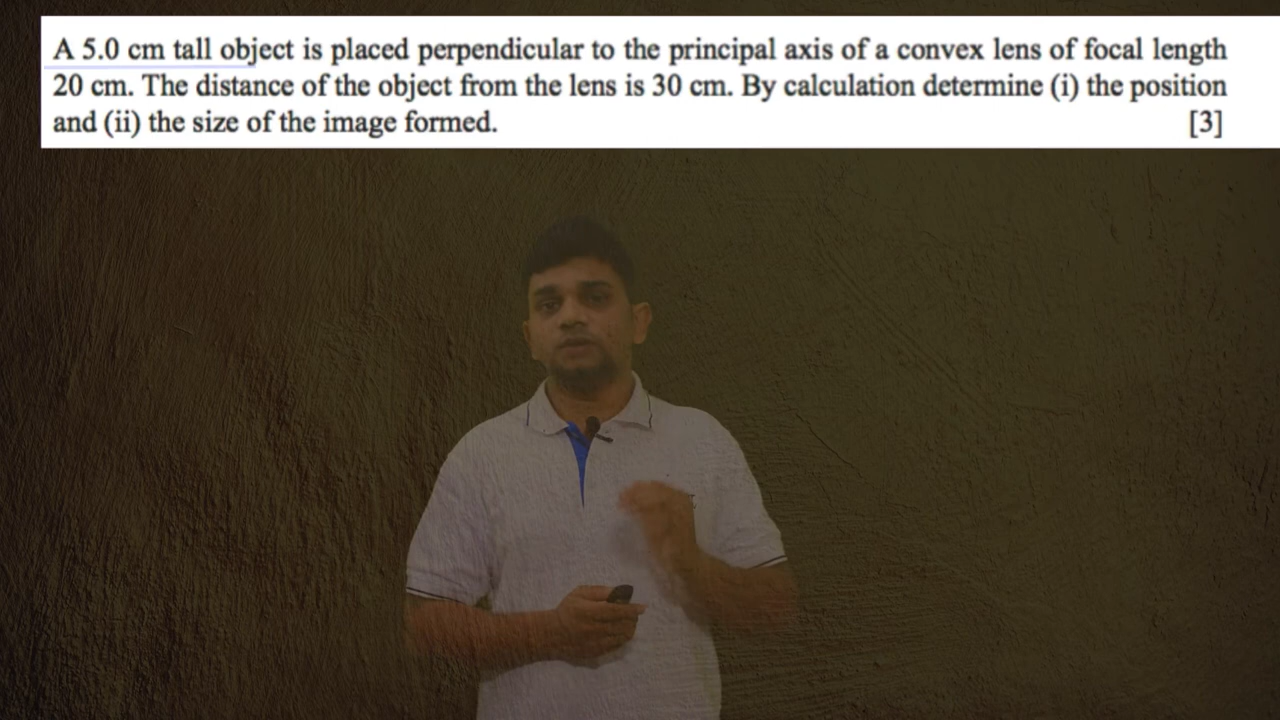 A 5.0 cm tall object is placed perpendicular to the principal axis of a convex lens of focal length
20 cm. The distance of the object from the lens is 30 cm. By calculation determine (i) the position
and (ii) the size of the image formed. [3]